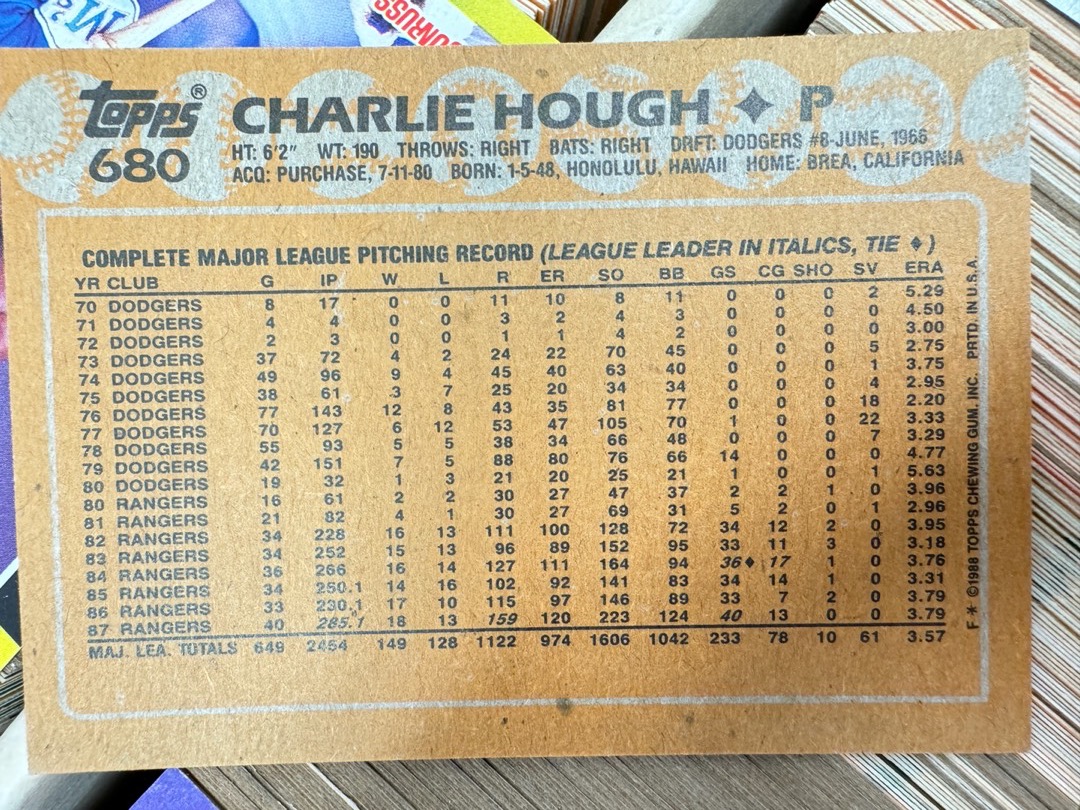 M
DONRUSS
TOPPS®
680
CHARLIE HOUGH ✦ P
HT: 6'2" WT: 190 THROWS: RIGHT BATS: RIGHT DRFT: DODGERS #8-JUNE, 1966
ACQ: PURCHASE, 7-11-80 BORN: 1-5-48, HONOLULU, HAWAII HOME: BREA, CALIFORNIA
COMPLETE MAJOR LEAGUE PITCHING RECORD (LEAGUE LEADER IN ITALICS, TIE ♦)
YR CLUB G IP W L R ER SO BB GS CG SHO SV ERA
70 DODGERS 8 17 0 0 11 10 8 11 0 0 0 2 5.29
71 DODGERS 4 4 0 0 3 2 4 3 0 0 0 0 4.50
72 DODGERS 2 3 0 0 1 1 4 2 0 0 0 0 3.00
73 DODGERS 37 72 4 2 24 22 70 45 0 0 0 5 2.75
74 DODGERS 49 96 9 4 45 40 63 40 0 0 0 1 3.75
75 DODGERS 38 61 3 7 25 20 34 34 0 0 0 4 2.95
76 DODGERS 77 143 12 8 43 35 81 77 0 0 0 18 2.20
77 DODGERS 70 127 6 12 53 47 105 70 1 0 0 22 3.33
78 DODGERS 55 93 5 5 38 34 66 48 0 0 0 7 3.29
79 DODGERS 42 151 7 5 88 80 76 66 14 0 0 0 4.77
80 DODGERS 19 32 1 3 21 20 25 21 1 0 0 1 5.63
80 RANGERS 16 61 2 2 30 27 47 37 2 2 1 0 3.96
81 RANGERS 21 82 4 1 30 27 69 31 5 2 0 1 2.96
82 RANGERS 34 228 16 13 111 100 128 72 34 12 2 0 3.95
83 RANGERS 34 252 15 13 96 89 152 95 33 11 3 0 3.18
84 RANGERS 36 266 16 14 127 111 164 94 36♦ 17 1 0 3.76
85 RANGERS 34 250.1 14 16 102 92 141 83 34 14 1 0 3.31
86 RANGERS 33 230.1 17 10 115 97 146 89 33 7 2 0 3.79
87 RANGERS 40 285.1 18 13 159 120 223 124 40 13 0 0 3.79
MAJ. LEA. TOTALS 649 2454 149 128 1122 974 1606 1042 233 78 10 61 3.57
F* ©1988 TOPPS CHEWING GUM, INC. PRTD. IN U.S.A.